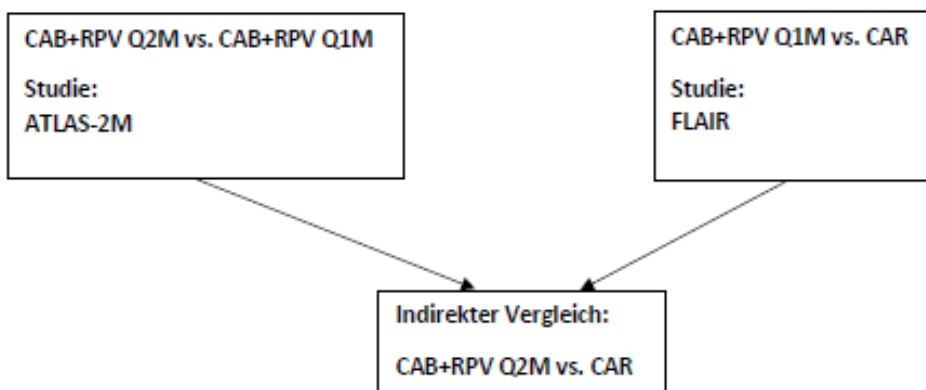 CAB+RPV Q2M vs. CAB+RPV Q1M
Studie:
ATLAS-2M
CAB+RPV Q1M vs. CAR
Studie:
FLAIR
Indirekter Vergleich:
CAB+RPV Q2M vs. CAR